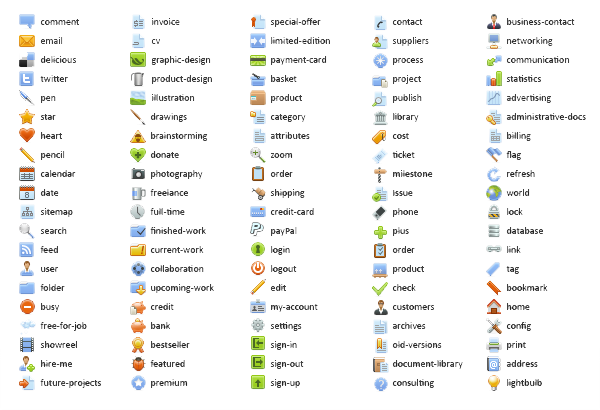 comment
email
delicious
twitter
pen
star
heart
pencil
calendar
date
sitemap
search
feed
user
folder
busy
free-for-job
showreel
hire-me
future-projects
invoice
cv
graphic-design
product-design
illustration
drawings
brainstorming
donate
photography
freelance
full-time
finished-work
current-work
collaboration
upcoming-work
credit
bank
bestseller
featured
premium
special-offer
limited-edition
payment-card
basket
product
category
attributes
zoom
order
shipping
credit-card
payPal
login
logout
edit
my-account
settings
sign-in
sign-out
sign-up
contact
suppliers
process
project
publish
library
cost
ticket
milestone
issue
phone
plus
order
product
check
customers
archives
old-versions
document-library
consulting
business-contact
networking
communication
statistics
advertising
administrative-docs
billing
flag
refresh
world
lock
database
link
tag
bookmark
home
config
print
address
lightbulb